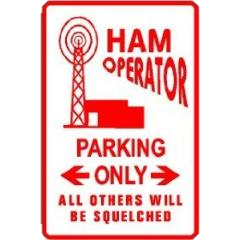 HAM
OPERATOR
PARKING
ONLY
ALL OTHERS WILL
BE SQUELCHED